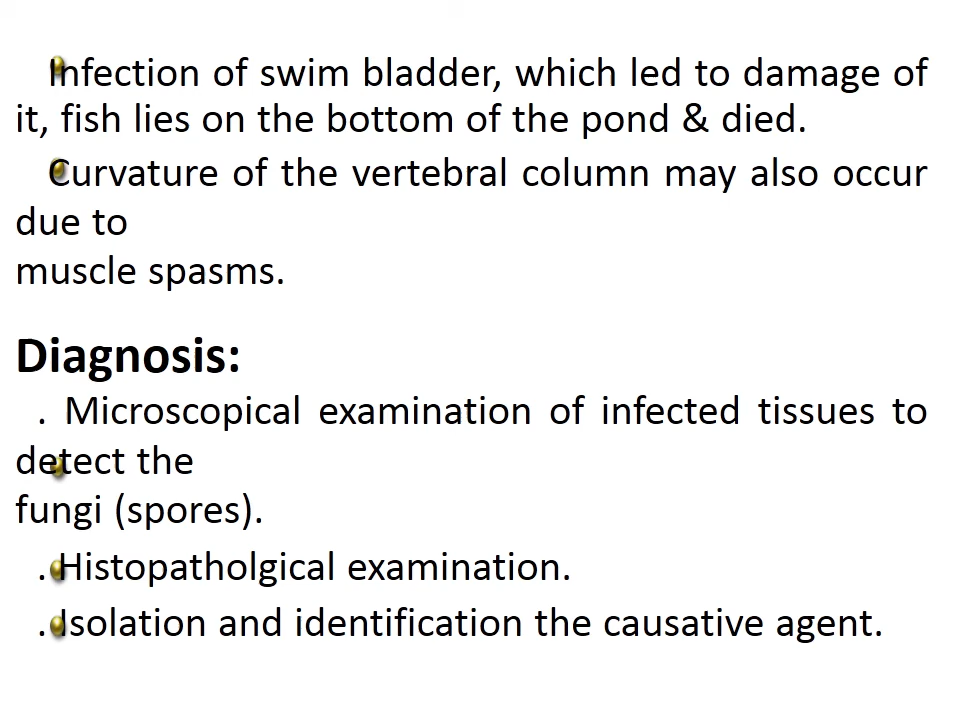 Infection of swim bladder, which led to damage of
it, fish lies on the bottom of the pond & died.
Curvature of the vertebral column may also occur
due to
muscle spasms.
Diagnosis:
. Microscopical examination of infected tissues to
detect the
fungi (spores).
. Histopatholgical examination.
. Isolation and identification the causative agent.